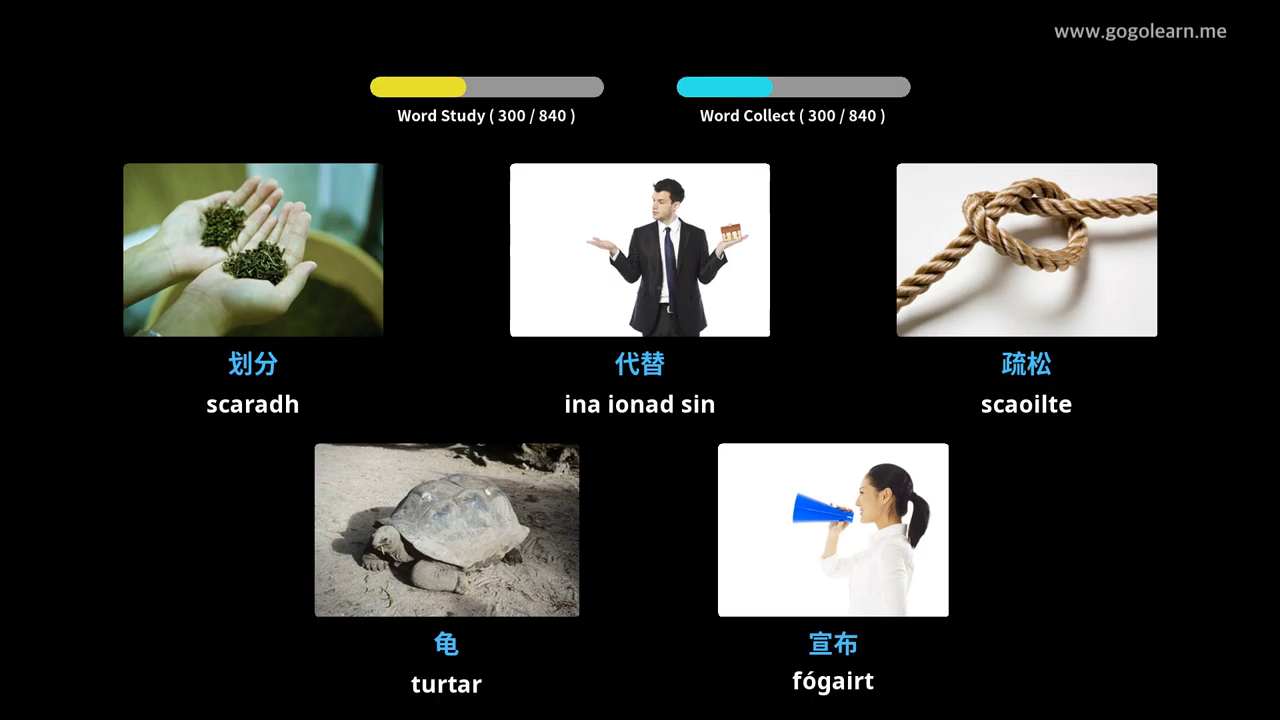 www.gogolearn.me
Word Study ( 300 / 840 )
Word Collect ( 300 / 840 )
划分
scaradh
代替
ina ionad sin
疏松
scaoilte
龟
turtar
宣布
fógairt